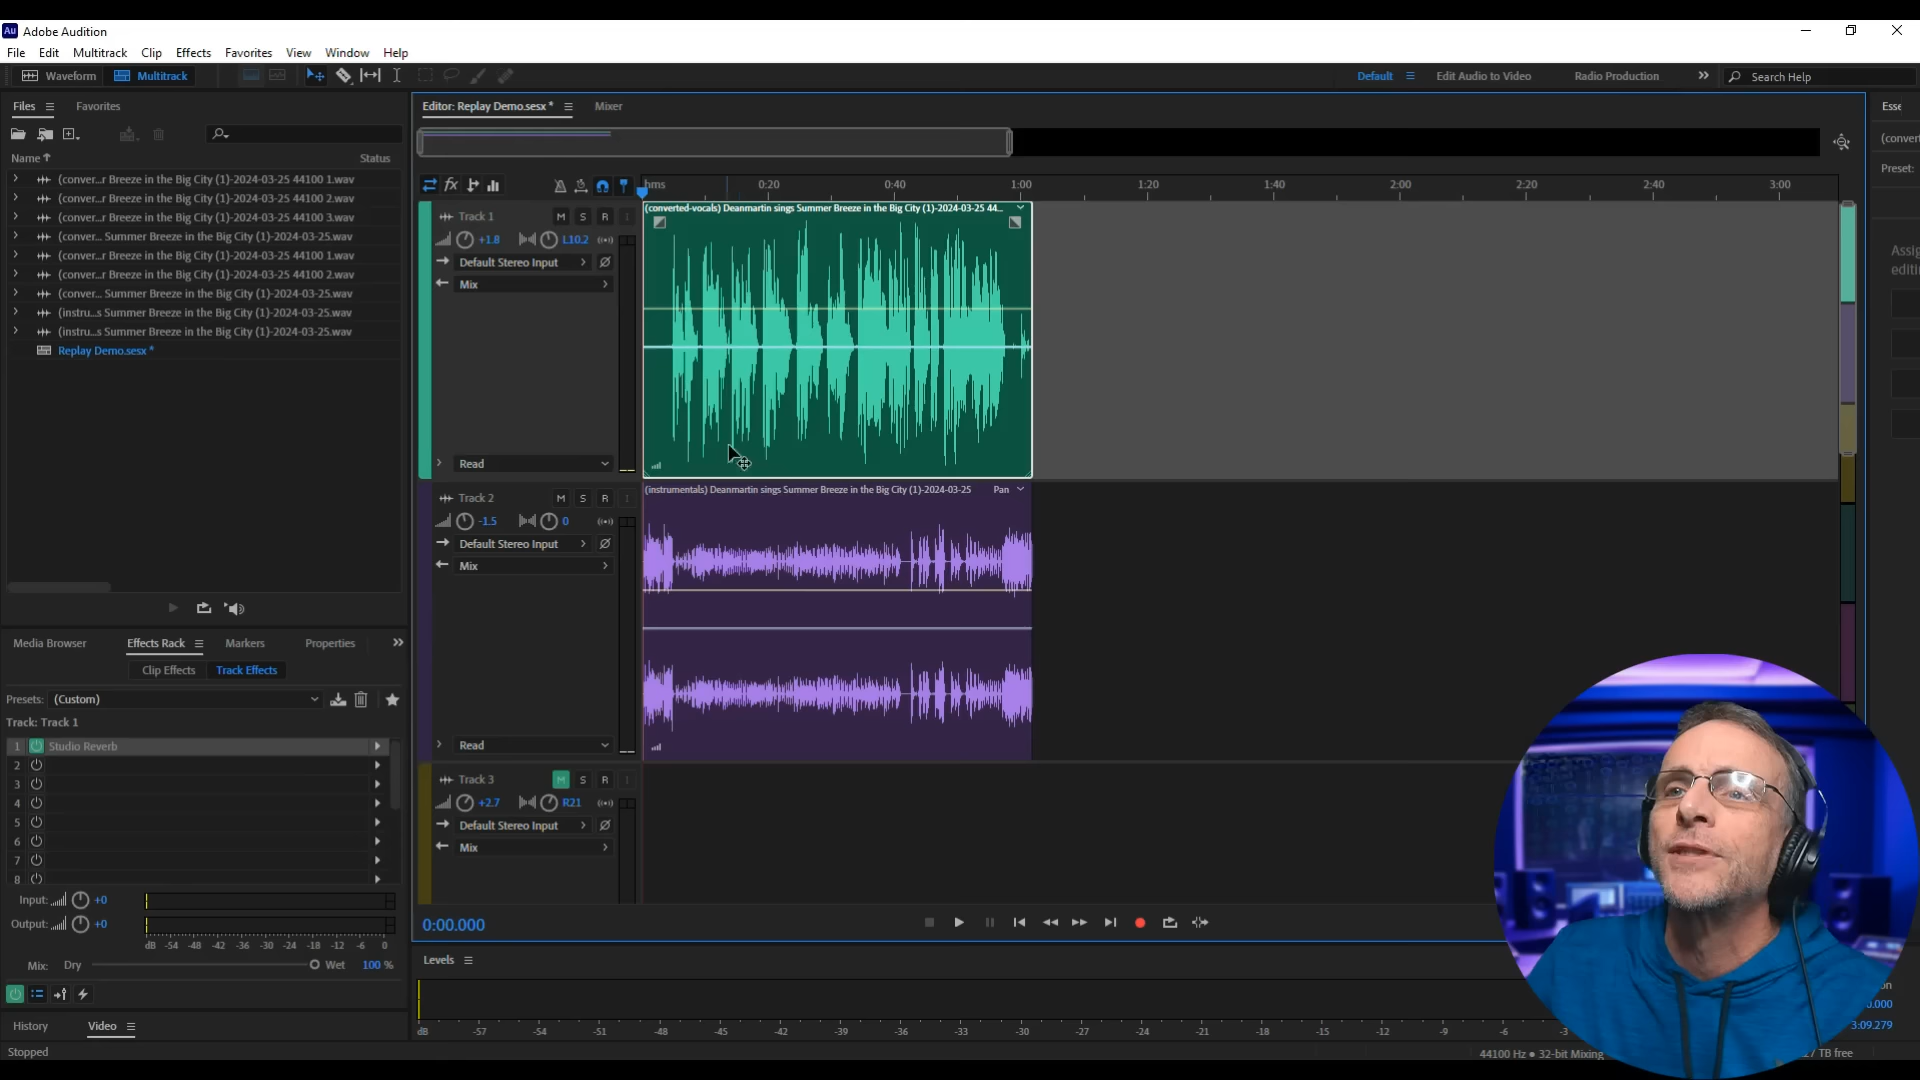 Au Adobe Audition
File Edit Multitrack Clip Effects Favorites View Window Help
Waveform Multitrack Default Edit Audio to Video Radio Production Search Help
Files Favorites
Name Status
(conver...r Breeze in the Big City (1)-2024-03-25 44100 1.wav
(conver...r Breeze in the Big City (1)-2024-03-25 44100 2.wav
(conver...r Breeze in the Big City (1)-2024-03-25 44100 3.wav
(conver... Summer Breeze in the Big City (1)-2024-03-25.wav
(conver...r Breeze in the Big City (1)-2024-03-25 44100 1.wav
(conver...r Breeze in the Big City (1)-2024-03-25 44100 2.wav
(conver... Summer Breeze in the Big City (1)-2024-03-25.wav
(instru...s Summer Breeze in the Big City (1)-2024-03-25.wav
(instru...s Summer Breeze in the Big City (1)-2024-03-25.wav
Replay Demo.sesx *
Media Browser Effects Rack Markers Properties
Clip Effects Track Effects
Presets: (Custom)
Track: Track 1
1 Studio Reverb
2
3
4
5
6
7
8
Input: +0
Output: +0
dB -54 -48 -42 -36 -30 -24 -18 -12 -6 0
Mix: Dry Wet 100 %
History Video
Stopped
Editor: Replay Demo.sesx * Mixer
fx hms 0:20 0:40 1:00 1:20 1:40 2:00 2:20 2:40 3:00
Track 1 M S R I
+1.8 L10.2
Default Stereo Input
Mix
Read
(converted-vocals) Deanmartin sings Summer Breeze in the Big City (1)-2024-03-25 44...
Track 2 M S R I
-1.5 0
Default Stereo Input
Mix
Read
(instrumentals) Deanmartin sings Summer Breeze in the Big City (1)-2024-03-25 Pan
Track 3 M S R I
+2.7 R21
Default Stereo Input
Mix
0:00.000
Levels
dB -57 -54 -51 -48 -45 -42 -39 -36 -33 -30 -27 -24 -21 -18 -15 -12 -9 -6
44100 Hz ● 32-bit Mixing TB free
Esse
(conver
Preset:
Assig
editin
3:09.279